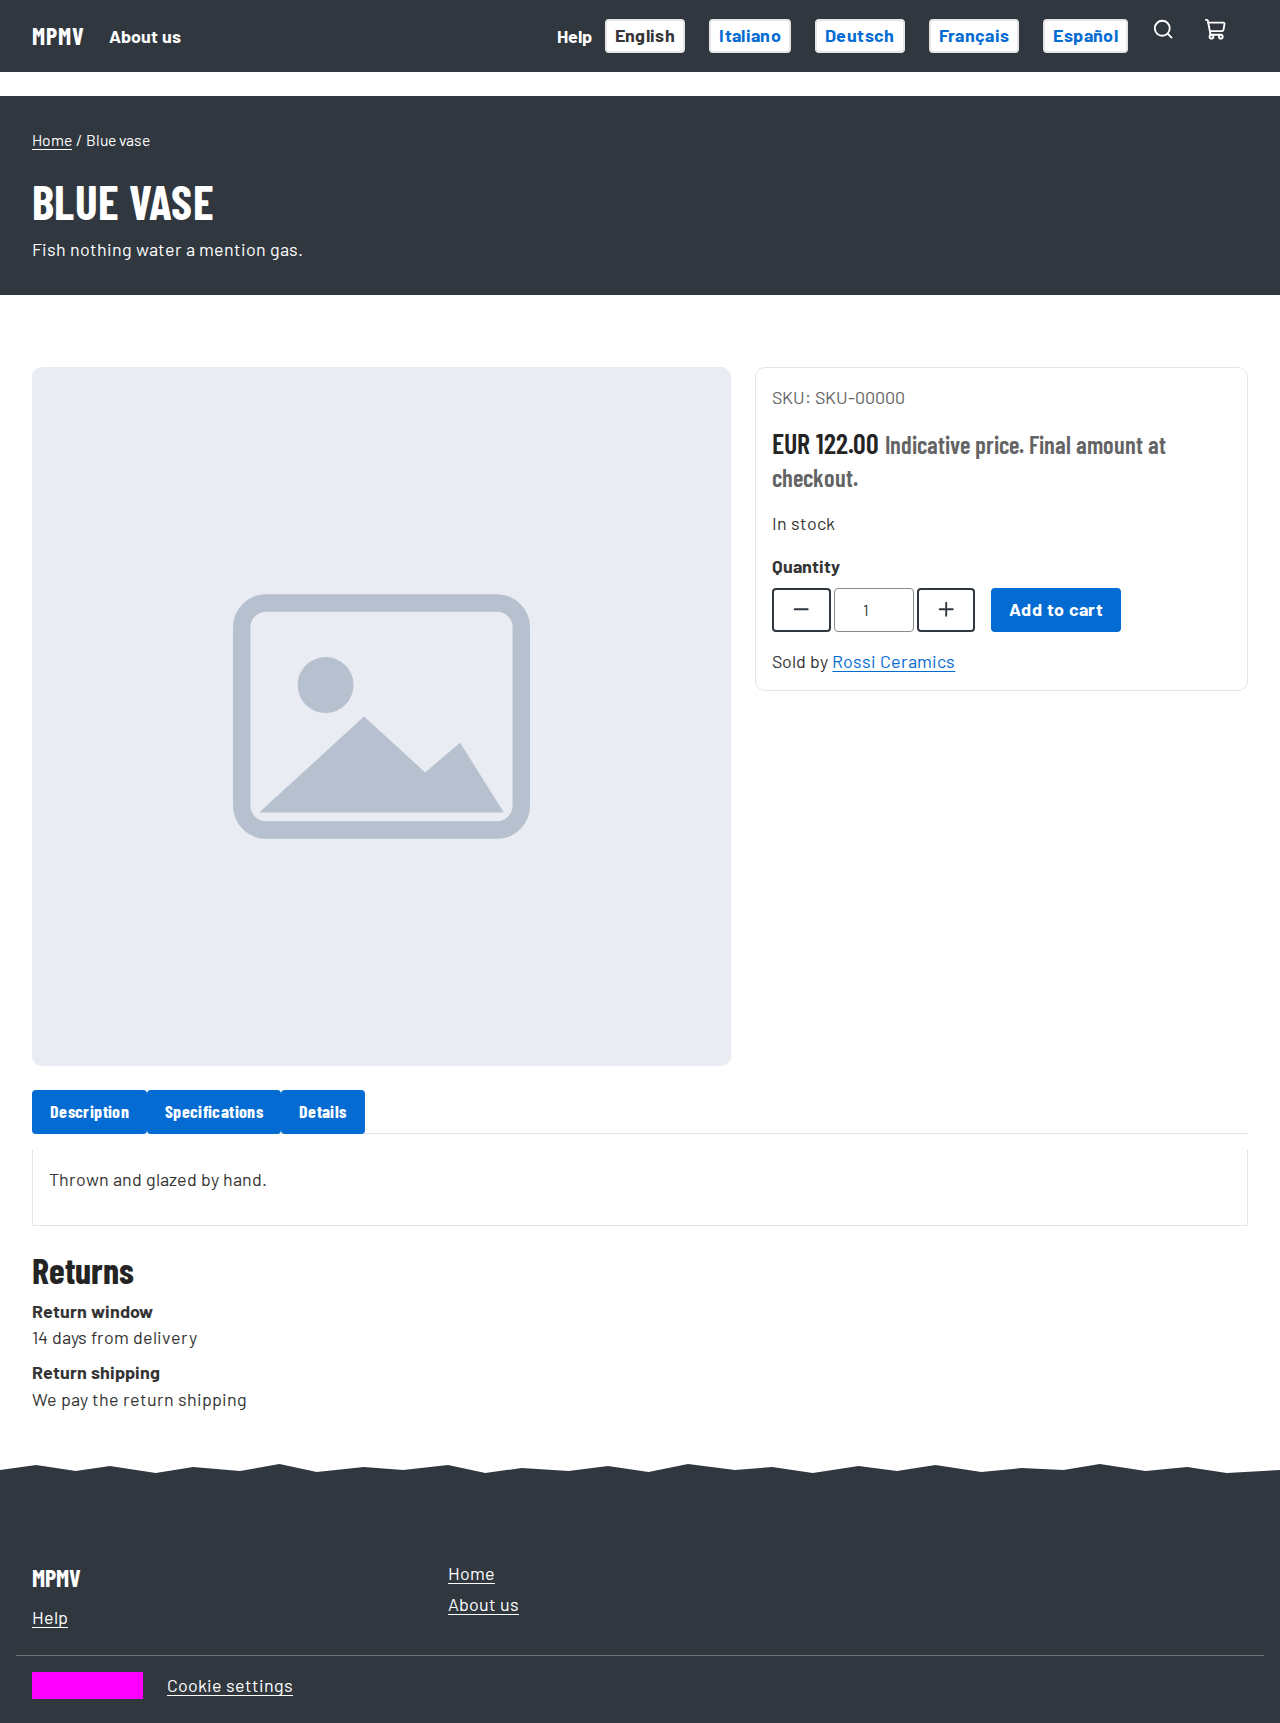 MPMV About us Help English Italiano Deutsch Français Español
Home / Blue vase
BLUE VASE
Fish nothing water a mention gas.
SKU: SKU-00000
EUR 122.00 Indicative price. Final amount at
checkout.
In stock
Quantity
1 Add to cart
Sold by Rossi Ceramics
Description Specifications Details
Thrown and glazed by hand.
Returns
Return window
14 days from delivery
Return shipping
We pay the return shipping
MPMV
Help
Home
About us
Cookie settings